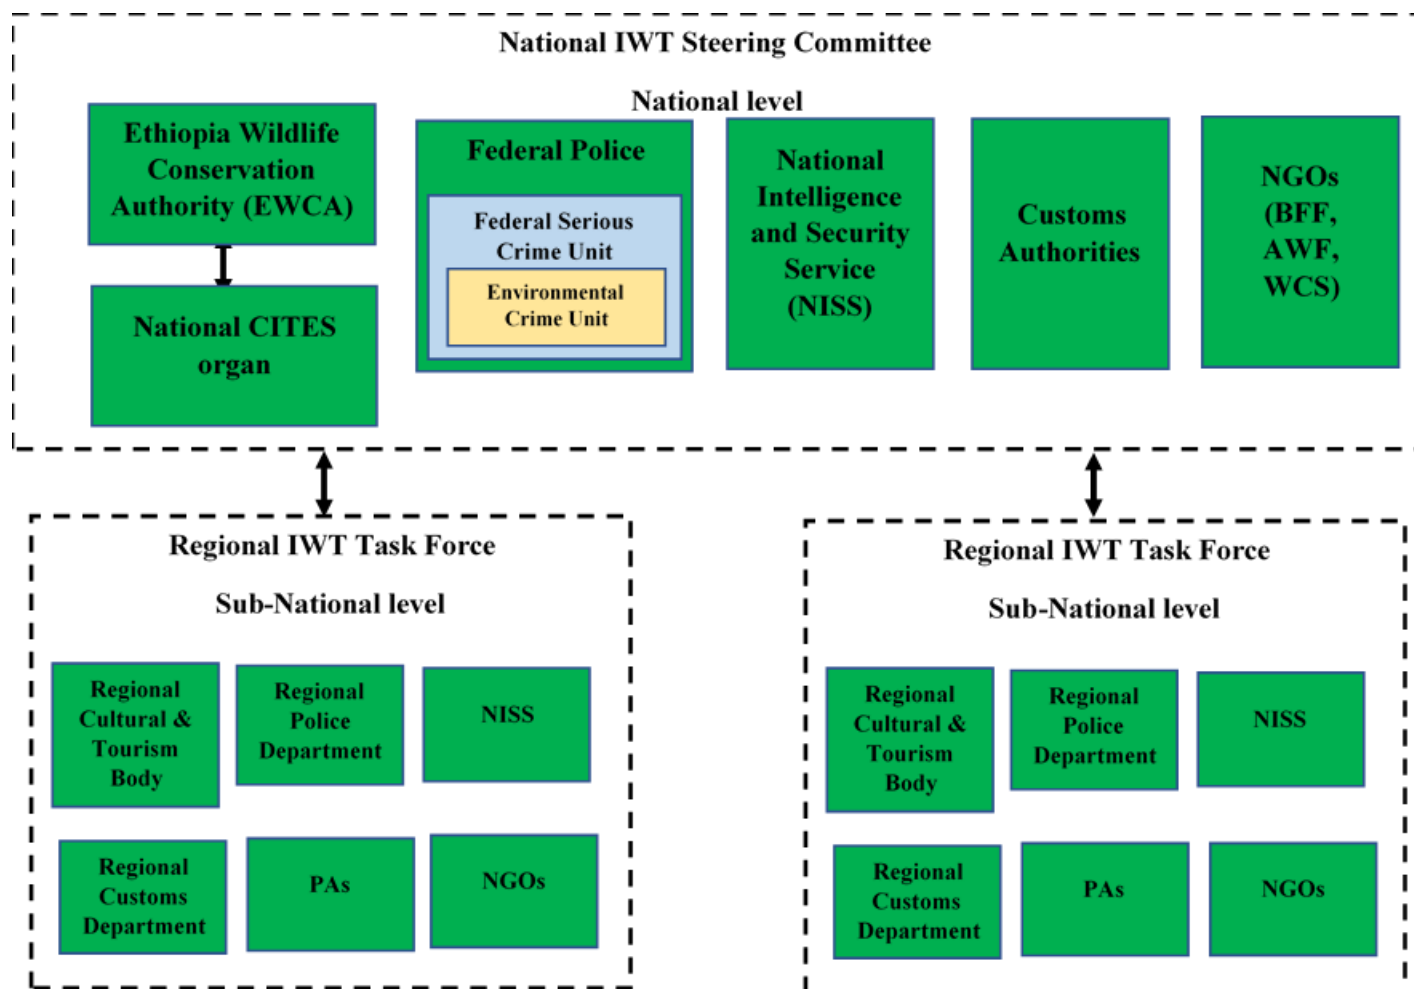 National IWT Steering Committee
National level
Ethiopia Wildlife
Conservation
Authority (EWCA)
National CITES
organ
Federal Police
Federal Serious
Crime Unit
Environmental
Crime Unit
National
Intelligence
and Security
Service
(NISS)
Customs
Authorities
NGOs
(BFF,
AWF,
WCS)
Regional IWT Task Force
Sub-National level
Regional
Cultural &
Tourism
Body
Regional
Police
Department
NISS
Regional
Customs
Department
PAs
NGOs
Regional IWT Task Force
Sub-National level
Regional
Cultural &
Tourism
Body
Regional
Police
Department
NISS
Regional
Customs
Department
PAs
NGOs